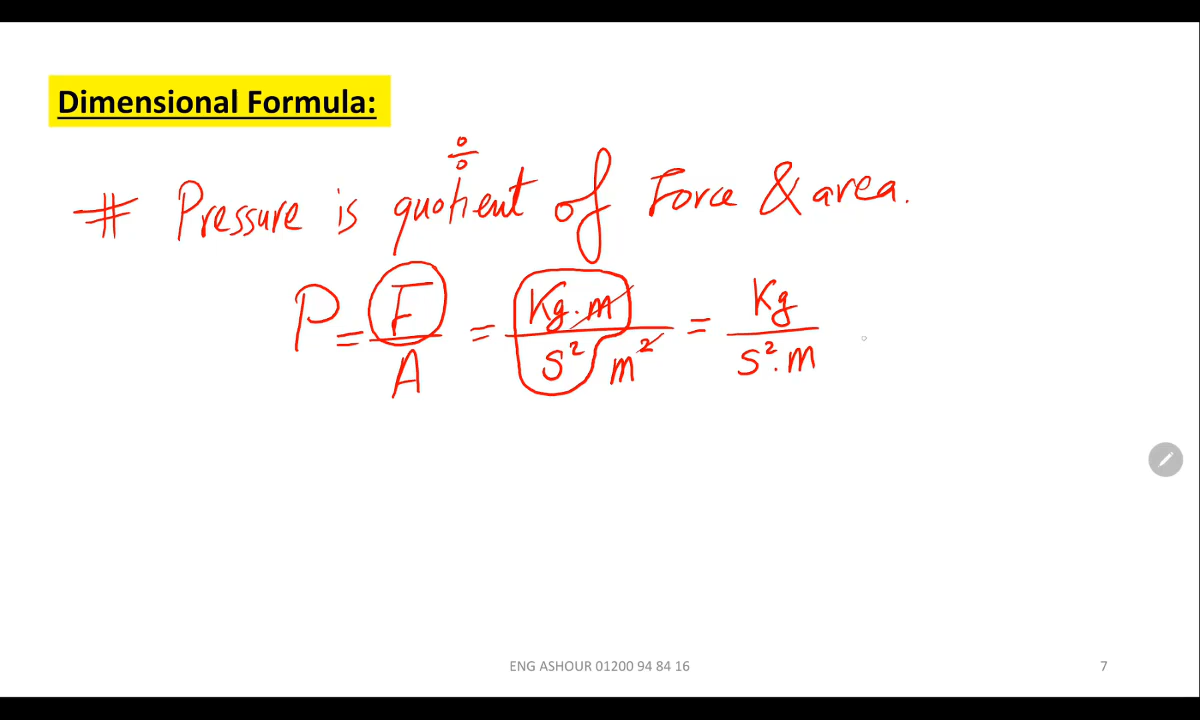 Dimensional Formula:
÷
# Pressure is quotient of Force & area.
P = F/A = Kg.m/S² m² = Kg/S².m
ENG ASHOUR 01200 94 84 16
7